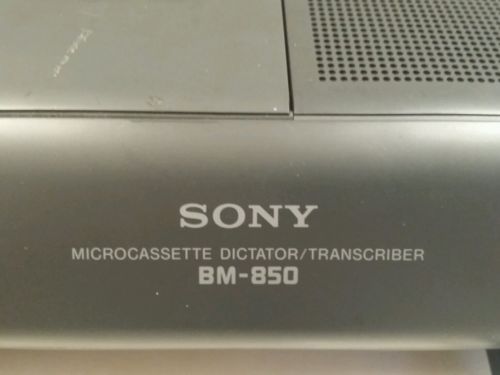 SONY
MICROCASSETTE DICTATOR/TRANSCRIBER
BM-850